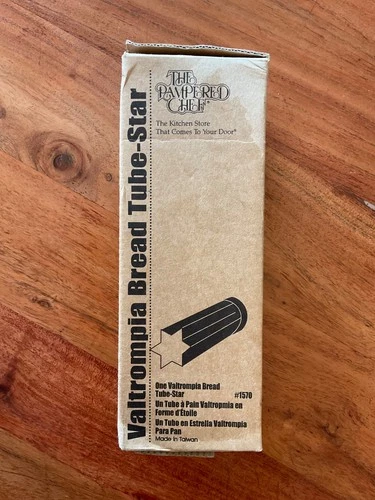 THE
PAMPERED
CHEF®
The Kitchen Store
That Comes To Your Door®
Valtrompia Bread Tube-Star
One Valtrompia Bread
Tube-Star #1570
Un Tube à Pain Valtropmia en
Forme d'Étoile
Un Tubo en Estrella Valtrompia
Para Pan
Made in Taiwan